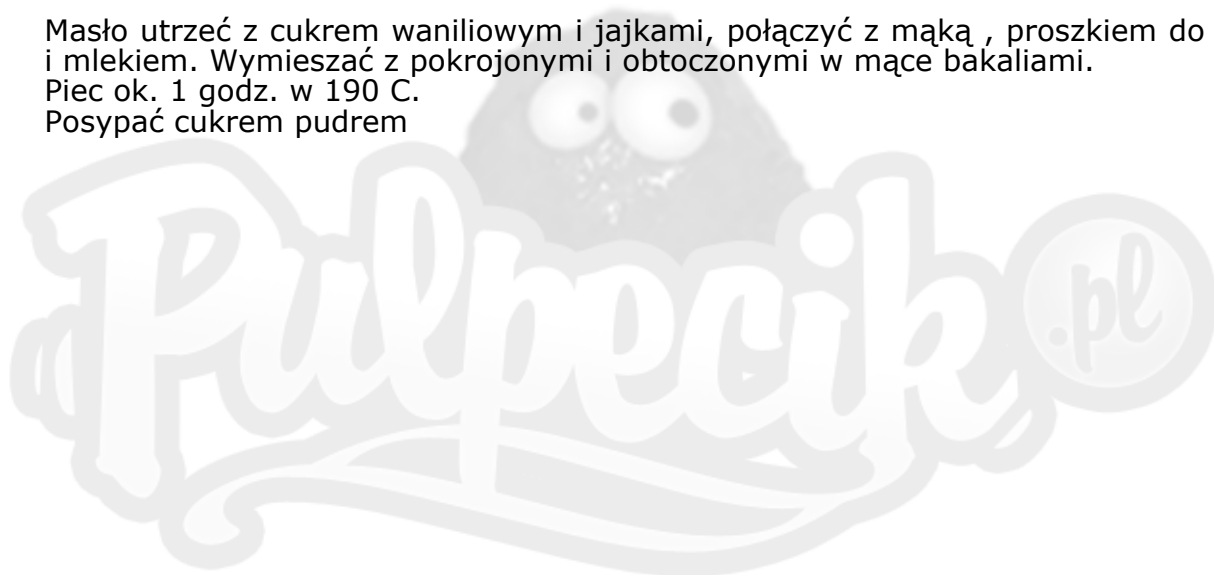 Masło utrzeć z cukrem waniliowym i jajkami, połączyć z mąką , proszkiem do
i mlekiem. Wymieszać z pokrojonymi i obtoczonymi w mące bakaliami.
Piec ok. 1 godz. w 190 C.
Posypać cukrem pudrem
Pulpecik .pl